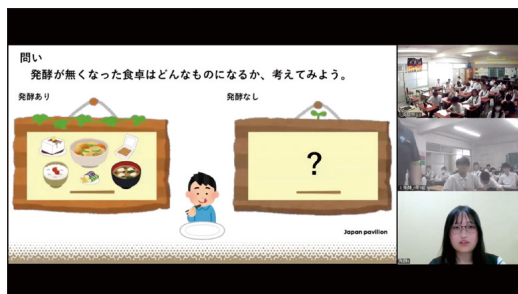 問い
発酵が無くなった食卓はどんなものになるか、考えてみよう。
発酵あり
発酵なし
?
Japan pavilion